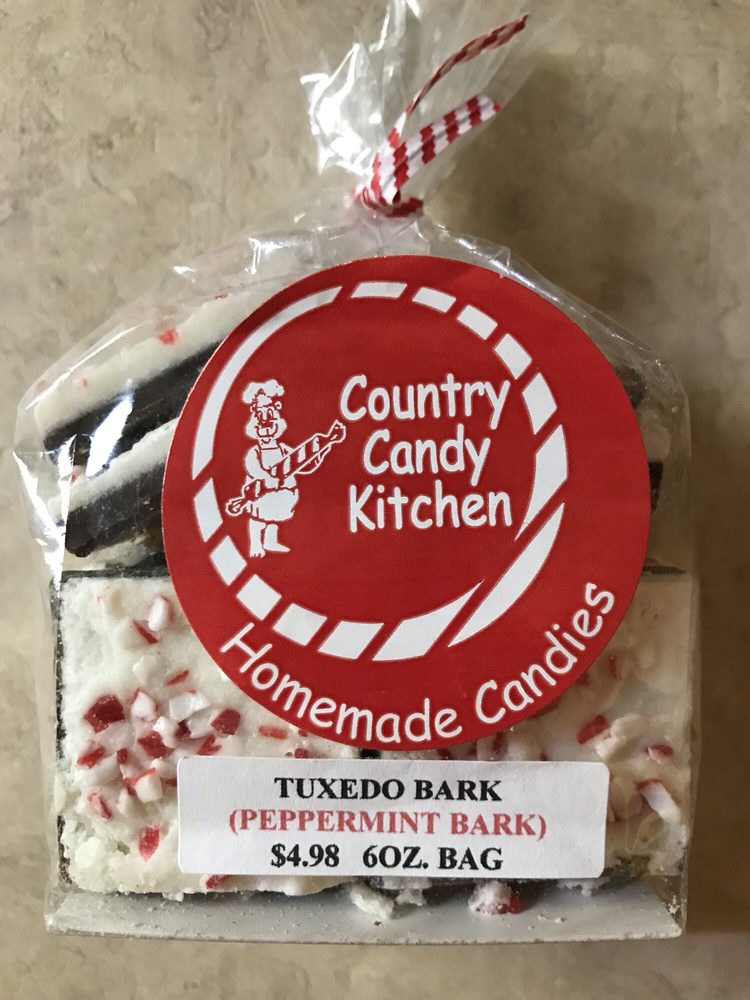 Country
Candy
Kitchen
Homemade Candies
TUXEDO BARK
(PEPPERMINT BARK)
$4.98 6OZ. BAG